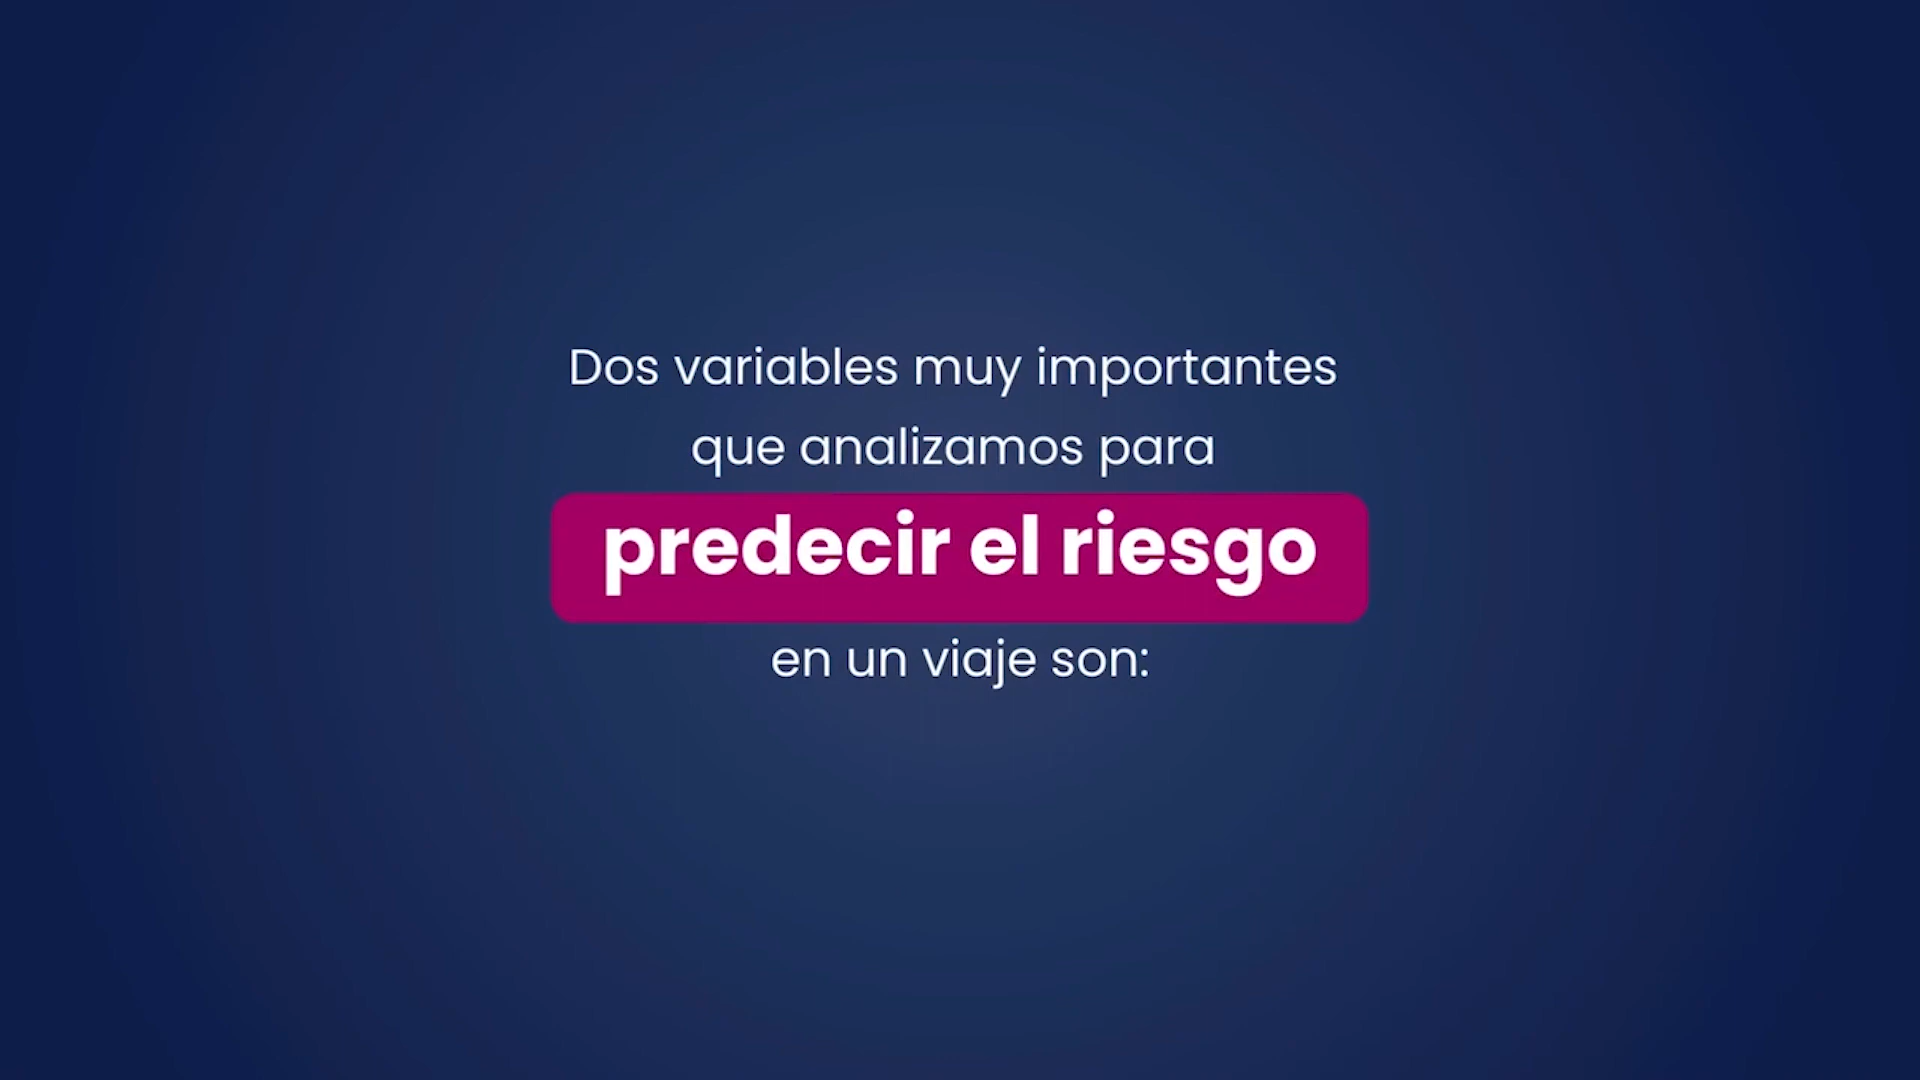 Dos variables muy importantes
que analizamos para
predecir el riesgo
en un viaje son: